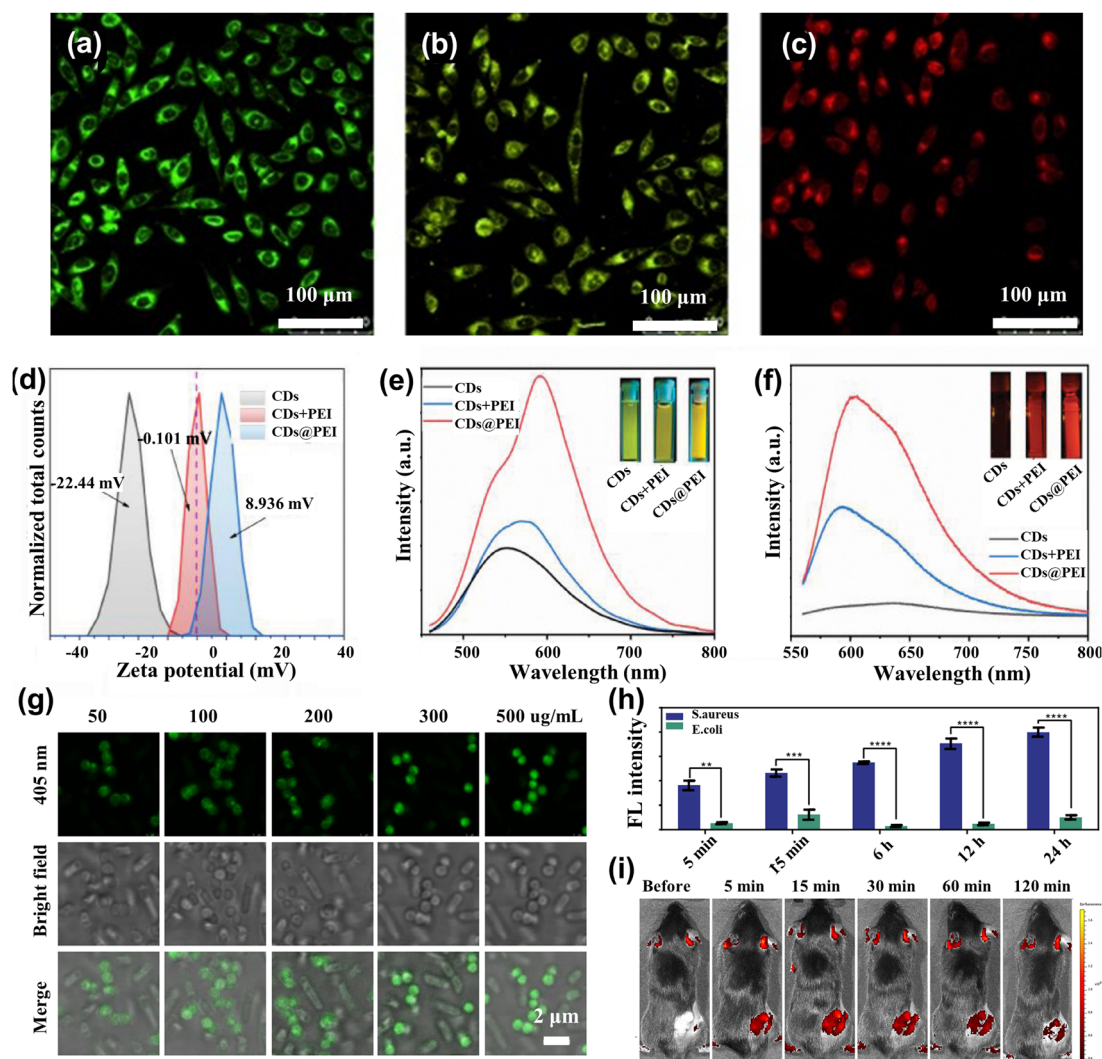 (a)
(b)
(c)
100 µm
100 µm
100 µm
(d)
CDs
CDs+PEI
CDs@PEI
-0.101 mV
-22.44 mV
8.936 mV
Normalized total counts
-40
-20
0
20
40
Zeta potential (mV)
(e)
CDs
CDs+PEI
CDs@PEI
CDs
CDs+PEI
CDs@PEI
Intensity (a.u.)
500
600
700
800
Wavelength (nm)
(f)
CDs
CDs+PEI
CDs@PEI
CDs
CDs+PEI
CDs@PEI
Intensity (a.u.)
550
600
650
700
750
800
Wavelength (nm)
(g)
50
100
200
300
500 ug/mL
405 nm
Bright field
Merge
2 µm
(h)
S.aureus
E.coli
FL intensity
**
***
****
****
****
5 min
15 min
6 h
12 h
24 h
(i)
Before
5 min
15 min
30 min
60 min
120 min